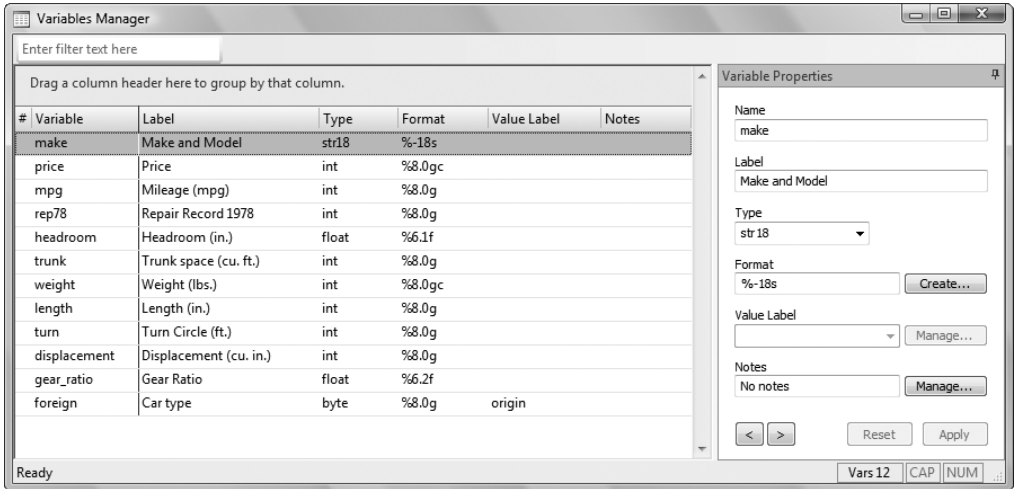 Variables Manager
Enter filter text here
Drag a column header here to group by that column.
# Variable Label Type Format Value Label Notes
make Make and Model str18 %-18s
price Price int %8.0gc
mpg Mileage (mpg) int %8.0g
rep78 Repair Record 1978 int %8.0g
headroom Headroom (in.) float %6.1f
trunk Trunk space (cu. ft.) int %8.0g
weight Weight (lbs.) int %8.0gc
length Length (in.) int %8.0g
turn Turn Circle (ft.) int %8.0g
displacement Displacement (cu. in.) int %8.0g
gear_ratio Gear Ratio float %6.2f
foreign Car type byte %8.0g origin
Variable Properties
Name
make
Label
Make and Model
Type
str18
Format
%-18s Create...
Value Label
Manage...
Notes
No notes Manage...
< > Reset Apply
Ready Vars 12 CAP NUM